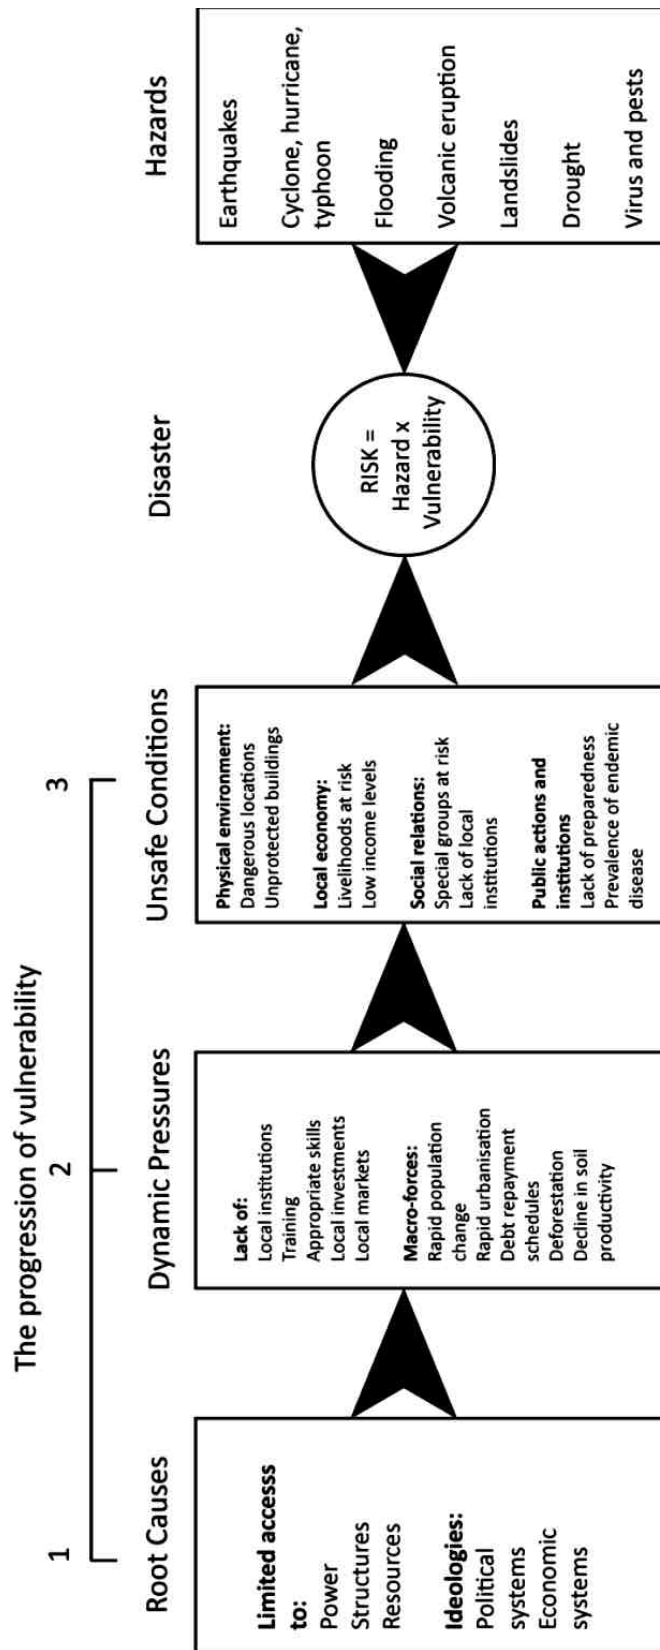 The progression of vulnerability
1
2
3
Root Causes
Dynamic Pressures
Unsafe Conditions
Disaster
Hazards
Limited accesss
to:
Power
Structures
Resources
Ideologies:
Political
systems
Economic
systems
Lack of:
Local institutions
Training
Appropriate skills
Local investments
Local markets
Macro-forces:
Rapid population
change
Rapid urbanisation
Debt repayment
schedules
Deforestation
Decline in soil
productivity
Physical environment:
Dangerous locations
Unprotected buildings
Local economy:
Livelihoods at risk
Low income levels
Social relations:
Special groups at risk
Lack of local
institutions
Public actions and
institutions
Lack of preparedness
Prevalence of endemic
disease
RISK =
Hazard x
Vulnerability
Earthquakes
Cyclone, hurricane,
typhoon
Flooding
Volcanic eruption
Landslides
Drought
Virus and pests